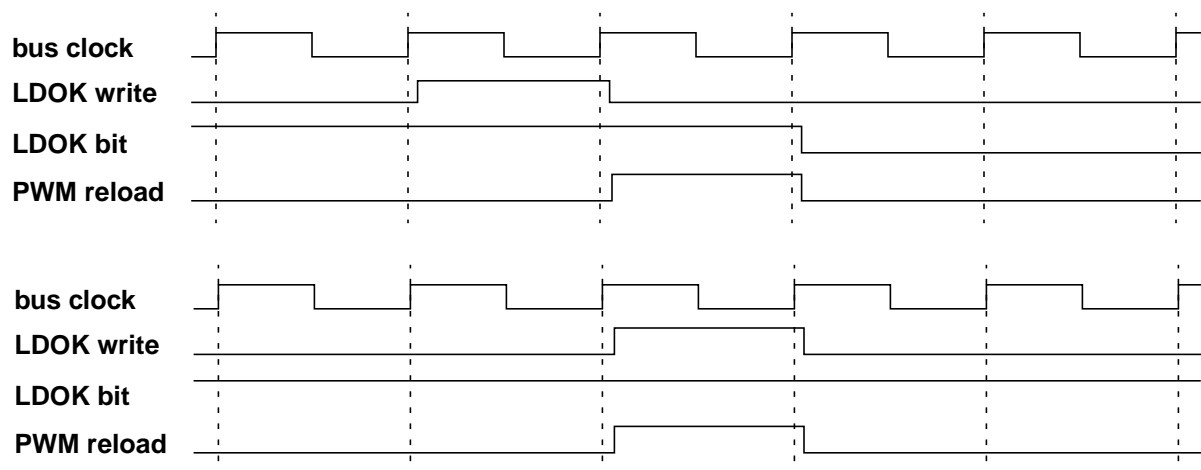 bus clock
LDOK write
LDOK bit
PWM reload
bus clock
LDOK write
LDOK bit
PWM reload